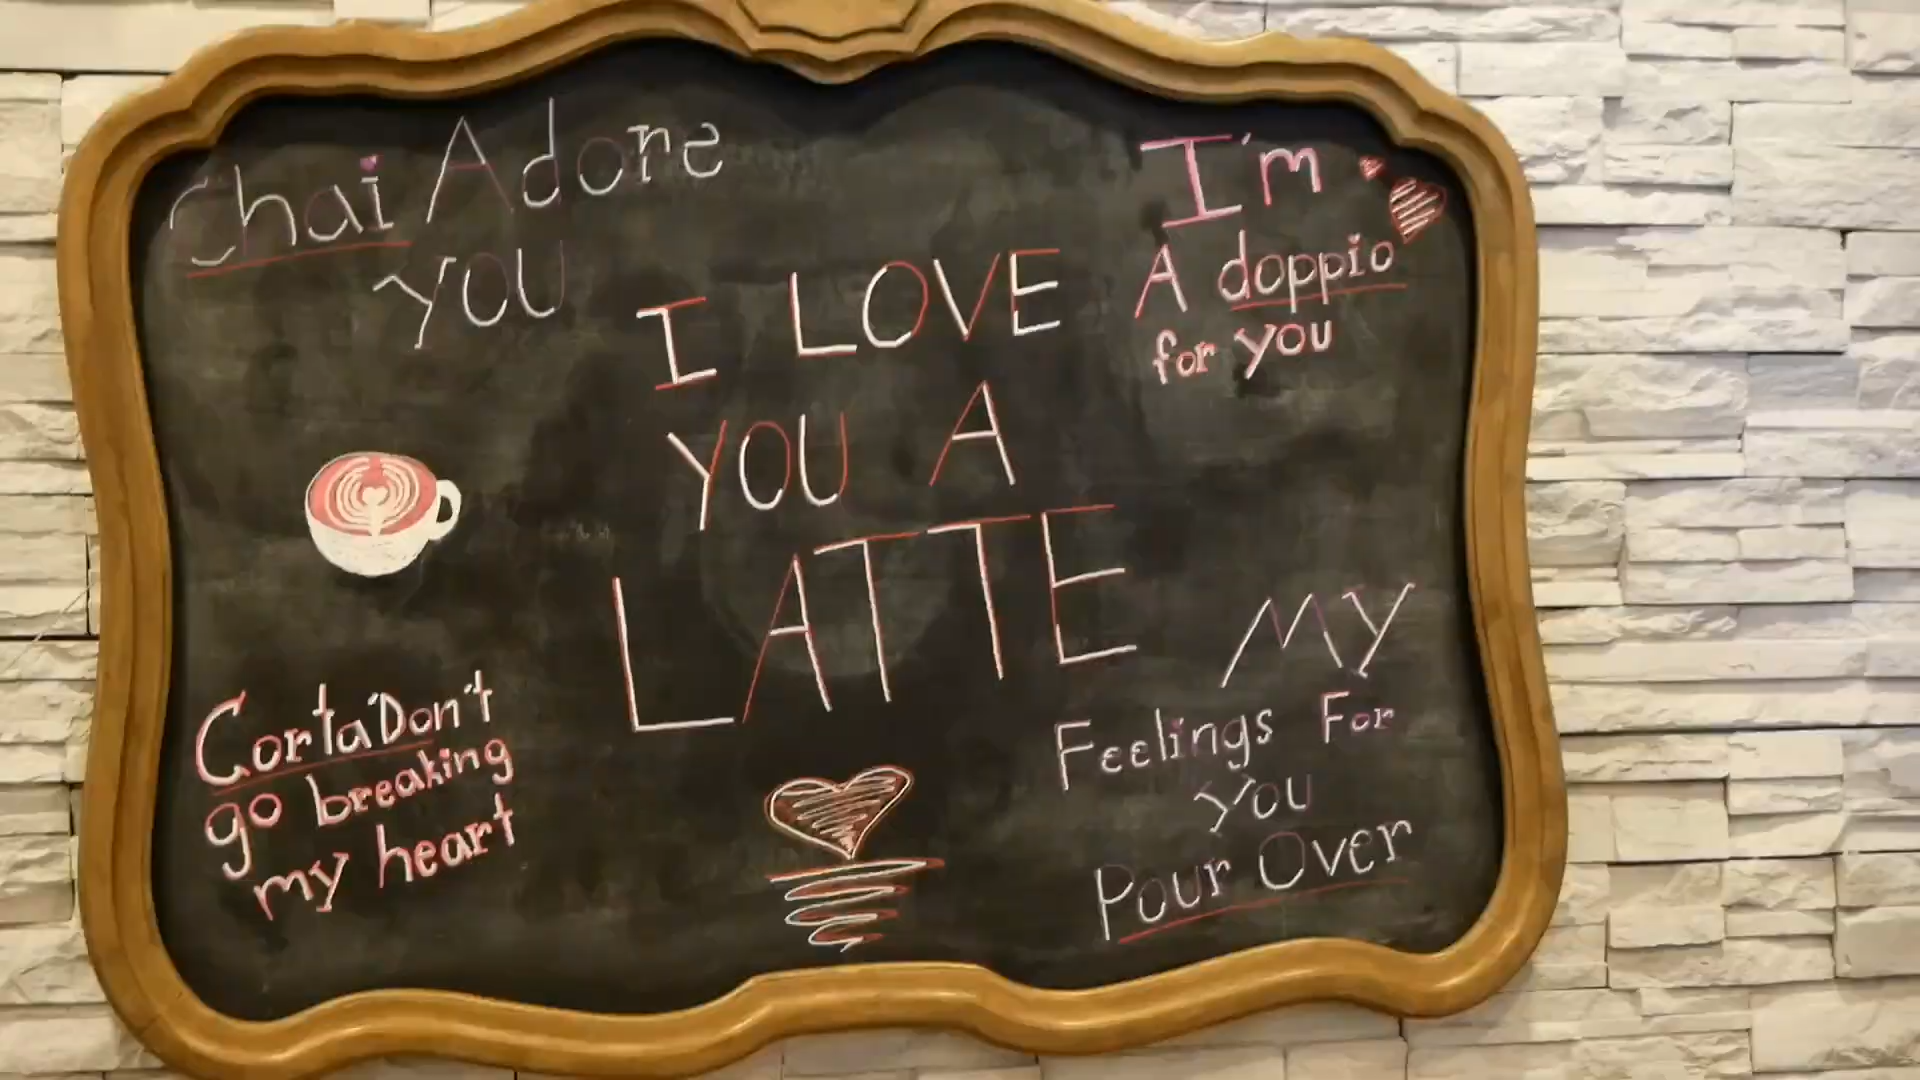 Chai Adore
YOU
I LOVE
YOU A
LATTE
I'm
A doppio
for you
Corta'Don't
go breaking
my heart
MY
Feelings For
You
Pour Over